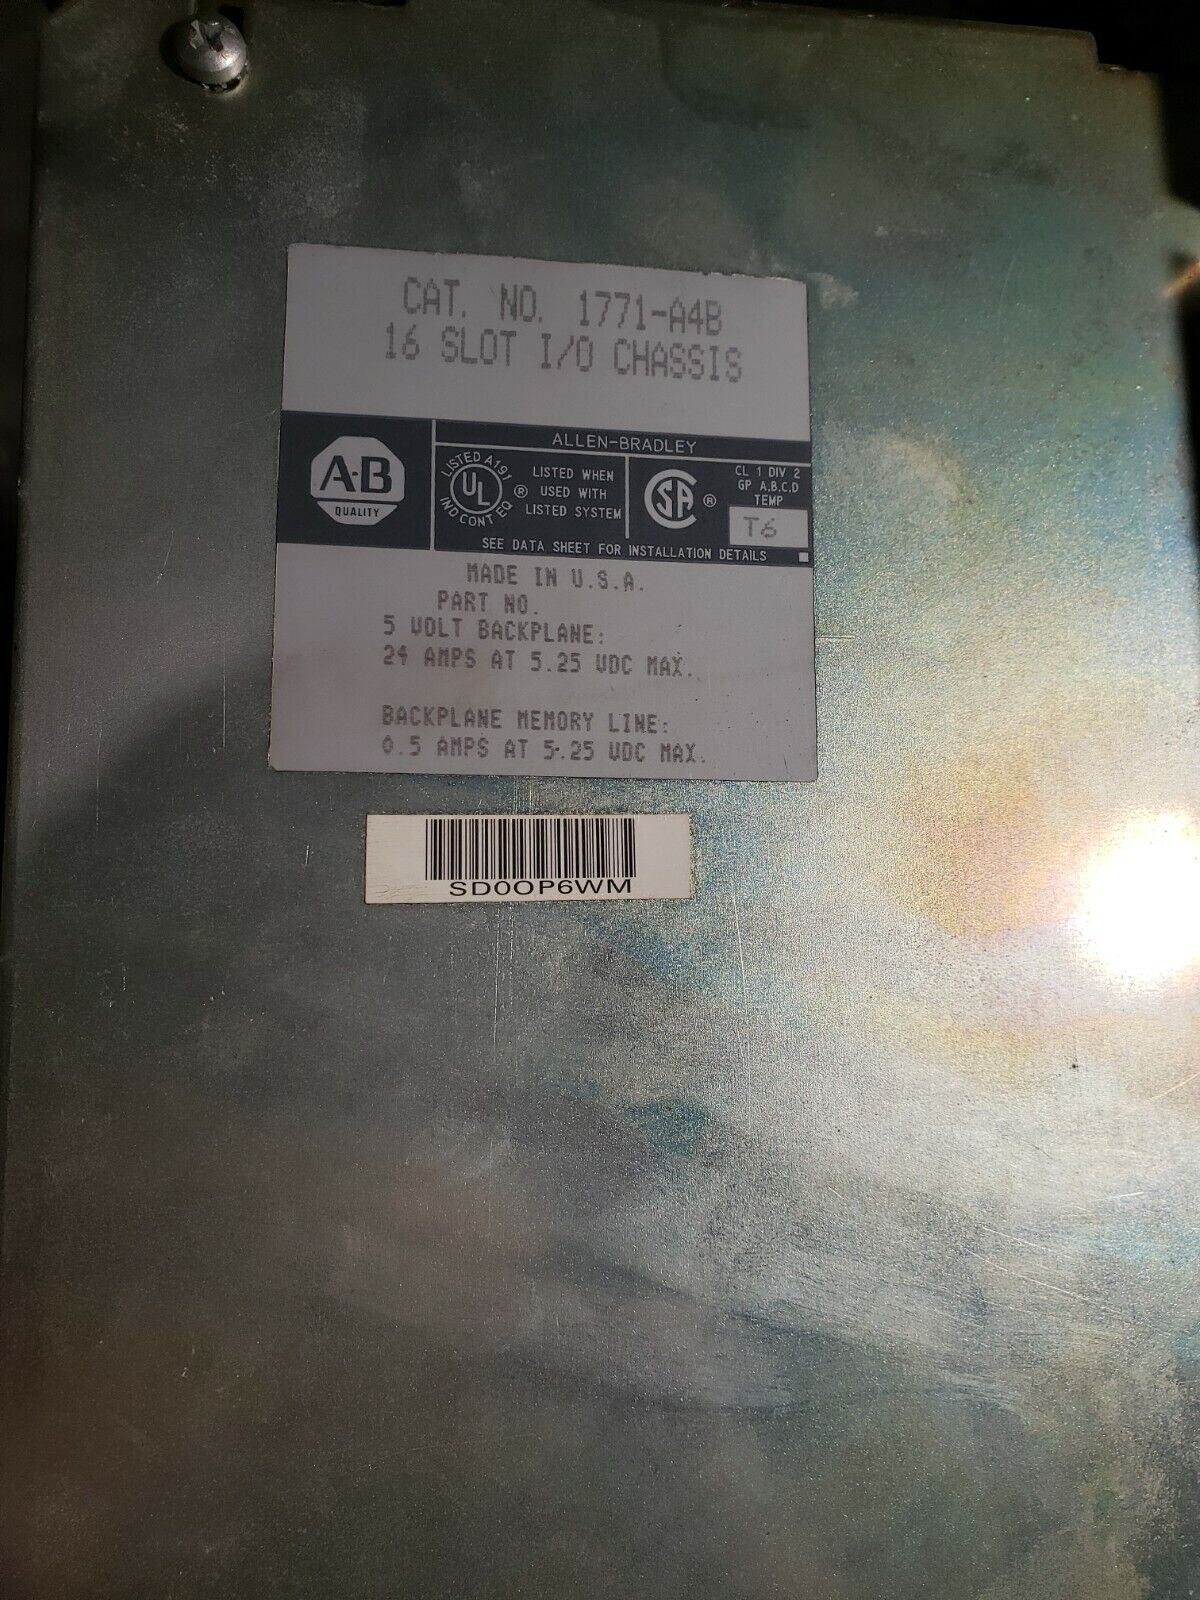 CAT. NO. 1771-A4B
16 SLOT I/O CHASSIS
ALLEN-BRADLEY
A-B
QUALITY
LISTED A191
UL
IND CONT EQ
®
LISTED WHEN
USED WITH
LISTED SYSTEM
CSA ®
CL 1 DIV 2
GP A,B,C,D
TEMP
T6
SEE DATA SHEET FOR INSTALLATION DETAILS
MADE IN U.S.A.
PART NO.
5 VOLT BACKPLANE:
24 AMPS AT 5.25 VDC MAX.
BACKPLANE MEMORY LINE:
0.5 AMPS AT 5.25 VDC MAX.
SD0OP6WM